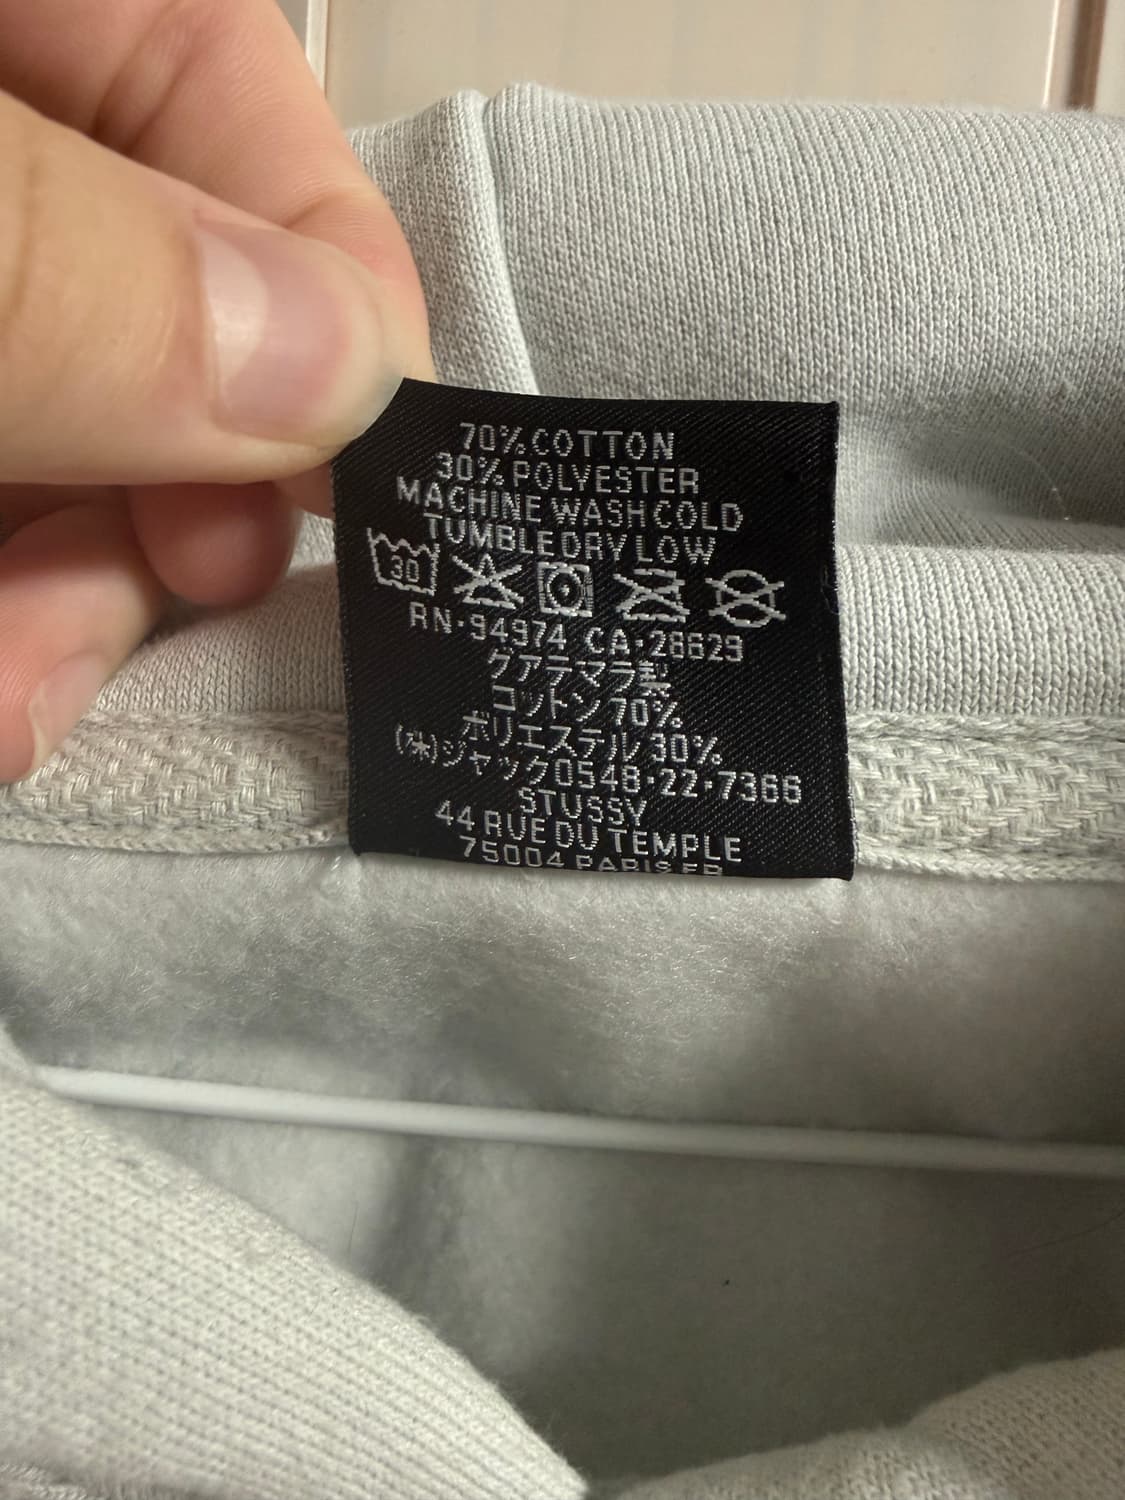 70% COTTON
30% POLYESTER
MACHINE WASH COLD
TUMBLE DRY LOW
30
RN·94974 CA·28629
クアテマラ製
コットン 70%
ポリエステル 30%
(株)ジャック0548·22·7366
STUSSY
44 RUE DU TEMPLE
75004 PARIS FR